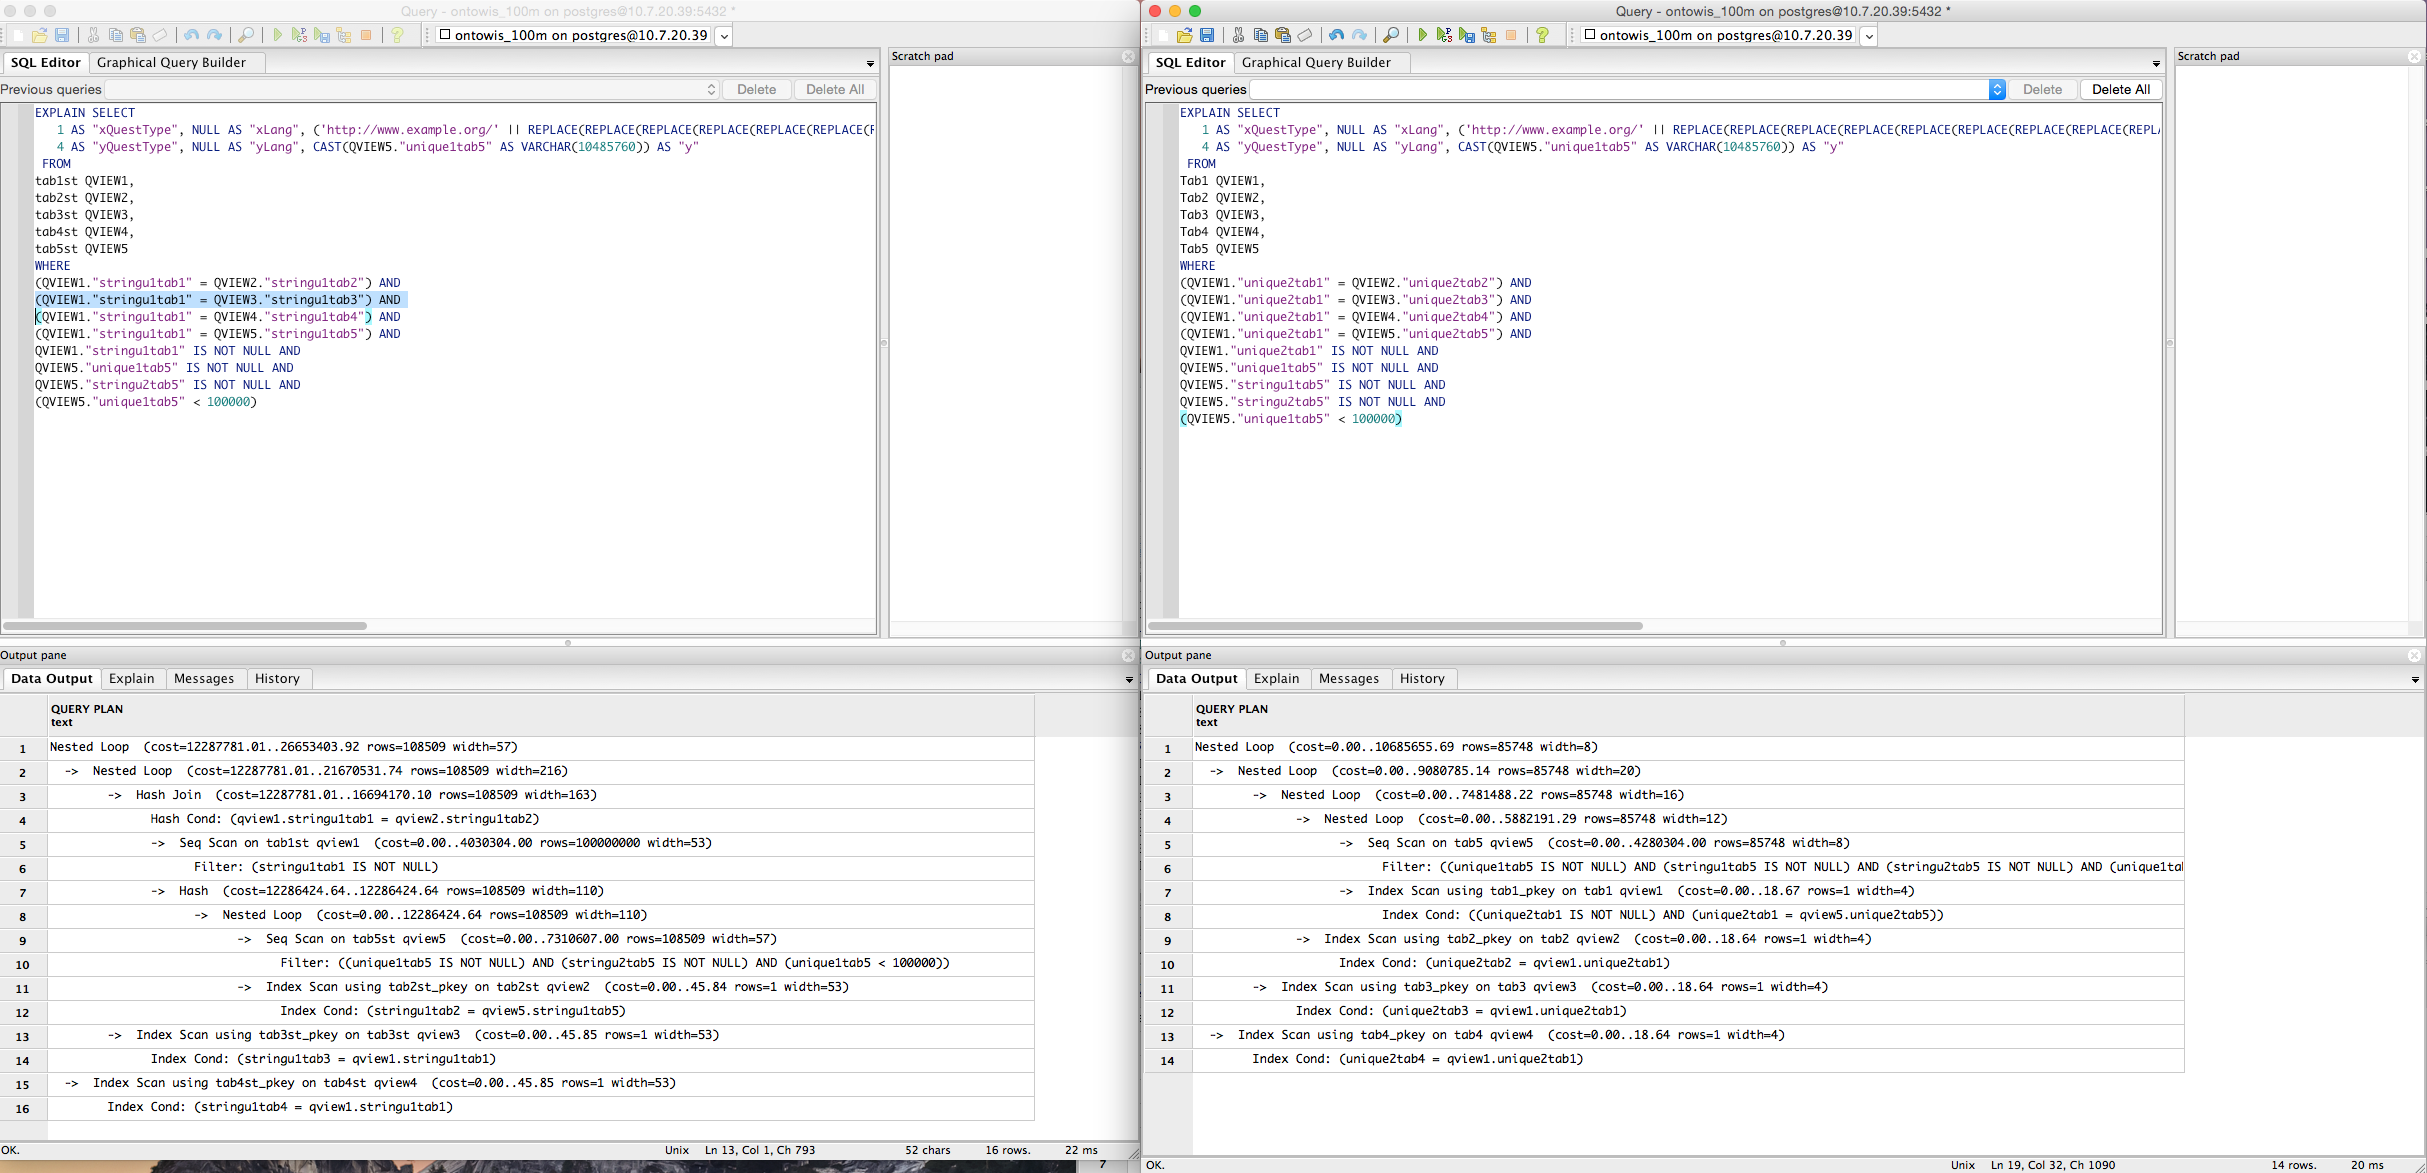 Query - ontowis_100m on postgres@10.7.20.39:5432 *
ontowis_100m on postgres@10.7.20.39
SQL Editor
Graphical Query Builder
Previous queries
Delete
Delete All
EXPLAIN SELECT
1 AS "xQuestType", NULL AS "xLang", ('http://www.example.org/' || REPLACE(REPLACE(REPLACE(REPLACE(REPLACE(REPLACE(F
4 AS "yQuestType", NULL AS "yLang", CAST(QVIEW5."unique1tab5" AS VARCHAR(10485760)) AS "y"
FROM
tab1st QVIEW1,
tab2st QVIEW2,
tab3st QVIEW3,
tab4st QVIEW4,
tab5st QVIEW5
WHERE
(QVIEW1."stringu1tab1" = QVIEW2."stringu1tab2") AND
(QVIEW1."stringu1tab1" = QVIEW3."stringu1tab3") AND
(QVIEW1."stringu1tab1" = QVIEW4."stringu1tab4") AND
(QVIEW1."stringu1tab1" = QVIEW5."stringu1tab5") AND
QVIEW1."stringu1tab1" IS NOT NULL AND
QVIEW5."unique1tab5" IS NOT NULL AND
QVIEW5."stringu2tab5" IS NOT NULL AND
(QVIEW5."unique1tab5" < 100000)
Scratch pad
Output pane
Data Output
Explain
Messages
History
QUERY PLAN
text
1 Nested Loop (cost=12287781.01..26653403.92 rows=108509 width=57)
2 -> Nested Loop (cost=12287781.01..21670531.74 rows=108509 width=216)
3 -> Hash Join (cost=12287781.01..16694170.10 rows=108509 width=163)
4 Hash Cond: (qview1.stringu1tab1 = qview2.stringu1tab2)
5 -> Seq Scan on tab1st qview1 (cost=0.00..4030304.00 rows=100000000 width=53)
6 Filter: (stringu1tab1 IS NOT NULL)
7 -> Hash (cost=12286424.64..12286424.64 rows=108509 width=110)
8 -> Nested Loop (cost=0.00..12286424.64 rows=108509 width=110)
9 -> Seq Scan on tab5st qview5 (cost=0.00..7310607.00 rows=108509 width=57)
10 Filter: ((unique1tab5 IS NOT NULL) AND (stringu2tab5 IS NOT NULL) AND (unique1tab5 < 100000))
11 -> Index Scan using tab2st_pkey on tab2st qview2 (cost=0.00..45.84 rows=1 width=53)
12 Index Cond: (stringu1tab2 = qview5.stringu1tab5)
13 -> Index Scan using tab3st_pkey on tab3st qview3 (cost=0.00..45.85 rows=1 width=53)
14 Index Cond: (stringu1tab3 = qview1.stringu1tab1)
15 -> Index Scan using tab4st_pkey on tab4st qview4 (cost=0.00..45.85 rows=1 width=53)
16 Index Cond: (stringu1tab4 = qview1.stringu1tab1)
OK.
Unix
Ln 13, Col 1, Ch 793
52 chars
16 rows.
22 ms
7
Query - ontowis_100m on postgres@10.7.20.39:5432 *
ontowis_100m on postgres@10.7.20.39
SQL Editor
Graphical Query Builder
Previous queries
Delete
Delete All
EXPLAIN SELECT
1 AS "xQuestType", NULL AS "xLang", ('http://www.example.org/' || REPLACE(REPLACE(REPLACE(REPLACE(REPLACE(REPLACE(REPLACE(REPLACE(REPL/
4 AS "yQuestType", NULL AS "yLang", CAST(QVIEW5."unique1tab5" AS VARCHAR(10485760)) AS "y"
FROM
Tab1 QVIEW1,
Tab2 QVIEW2,
Tab3 QVIEW3,
Tab4 QVIEW4,
Tab5 QVIEW5
WHERE
(QVIEW1."unique2tab1" = QVIEW2."unique2tab2") AND
(QVIEW1."unique2tab1" = QVIEW3."unique2tab3") AND
(QVIEW1."unique2tab1" = QVIEW4."unique2tab4") AND
(QVIEW1."unique2tab1" = QVIEW5."unique2tab5") AND
QVIEW1."unique2tab1" IS NOT NULL AND
QVIEW5."unique1tab5" IS NOT NULL AND
QVIEW5."stringu1tab5" IS NOT NULL AND
QVIEW5."stringu2tab5" IS NOT NULL AND
(QVIEW5."unique1tab5" < 100000)
Scratch pad
Output pane
Data Output
Explain
Messages
History
QUERY PLAN
text
1 Nested Loop (cost=0.00..10685655.69 rows=85748 width=8)
2 -> Nested Loop (cost=0.00..9080785.14 rows=85748 width=20)
3 -> Nested Loop (cost=0.00..7481488.22 rows=85748 width=16)
4 -> Nested Loop (cost=0.00..5882191.29 rows=85748 width=12)
5 -> Seq Scan on tab5 qview5 (cost=0.00..4280304.00 rows=85748 width=8)
6 Filter: ((unique1tab5 IS NOT NULL) AND (stringu1tab5 IS NOT NULL) AND (stringu2tab5 IS NOT NULL) AND (unique1tal
7 -> Index Scan using tab1_pkey on tab1 qview1 (cost=0.00..18.67 rows=1 width=4)
8 Index Cond: ((unique2tab1 IS NOT NULL) AND (unique2tab1 = qview5.unique2tab5))
9 -> Index Scan using tab2_pkey on tab2 qview2 (cost=0.00..18.64 rows=1 width=4)
10 Index Cond: (unique2tab2 = qview1.unique2tab1)
11 -> Index Scan using tab3_pkey on tab3 qview3 (cost=0.00..18.64 rows=1 width=4)
12 Index Cond: (unique2tab3 = qview1.unique2tab1)
13 -> Index Scan using tab4_pkey on tab4 qview4 (cost=0.00..18.64 rows=1 width=4)
14 Index Cond: (unique2tab4 = qview1.unique2tab1)
OK.
Unix
Ln 19, Col 32, Ch 1090
14 rows.
20 ms